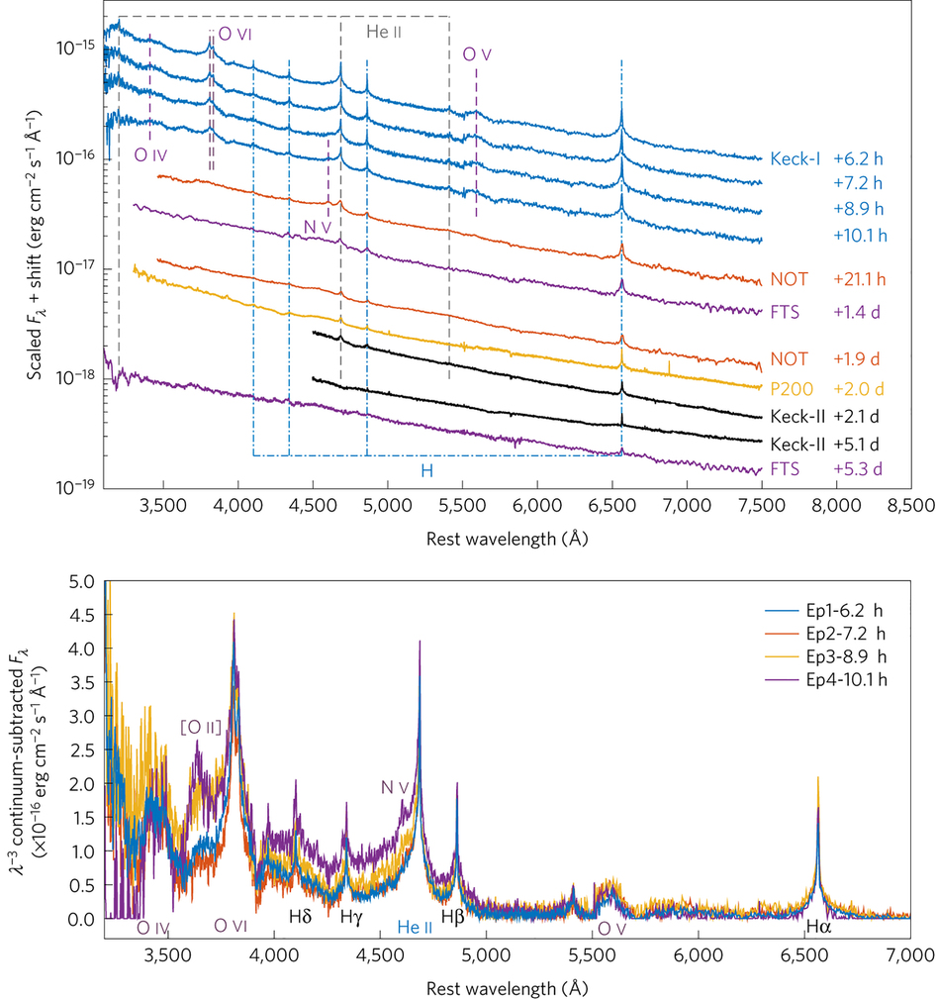 Scaled Fλ + shift (erg cm−2 s−1 Å−1)
10−15
10−16
10−17
10−18
10−19
O VI
He II
O V
O IV
N V
H
Keck-I +6.2 h
+7.2 h
+8.9 h
+10.1 h
NOT +21.1 h
FTS +1.4 d
NOT +1.9 d
P200 +2.0 d
Keck-II +2.1 d
Keck-II +5.1 d
FTS +5.3 d
3,500 4,000 4,500 5,000 5,500 6,000 6,500 7,000 7,500 8,000 8,500
Rest wavelength (Å)
λ−3 continuum-subtracted Fλ
(×10−16 erg cm−2 s−1 Å−1)
5.0
4.5
4.0
3.5
3.0
2.5
2.0
1.5
1.0
0.5
0.0
Ep1-6.2 h
Ep2-7.2 h
Ep3-8.9 h
Ep4-10.1 h
[O II]
N V
O IV
O VI
Hδ
Hγ
He II
Hβ
O V
Hα
3,500 4,000 4,500 5,000 5,500 6,000 6,500 7,000
Rest wavelength (Å)